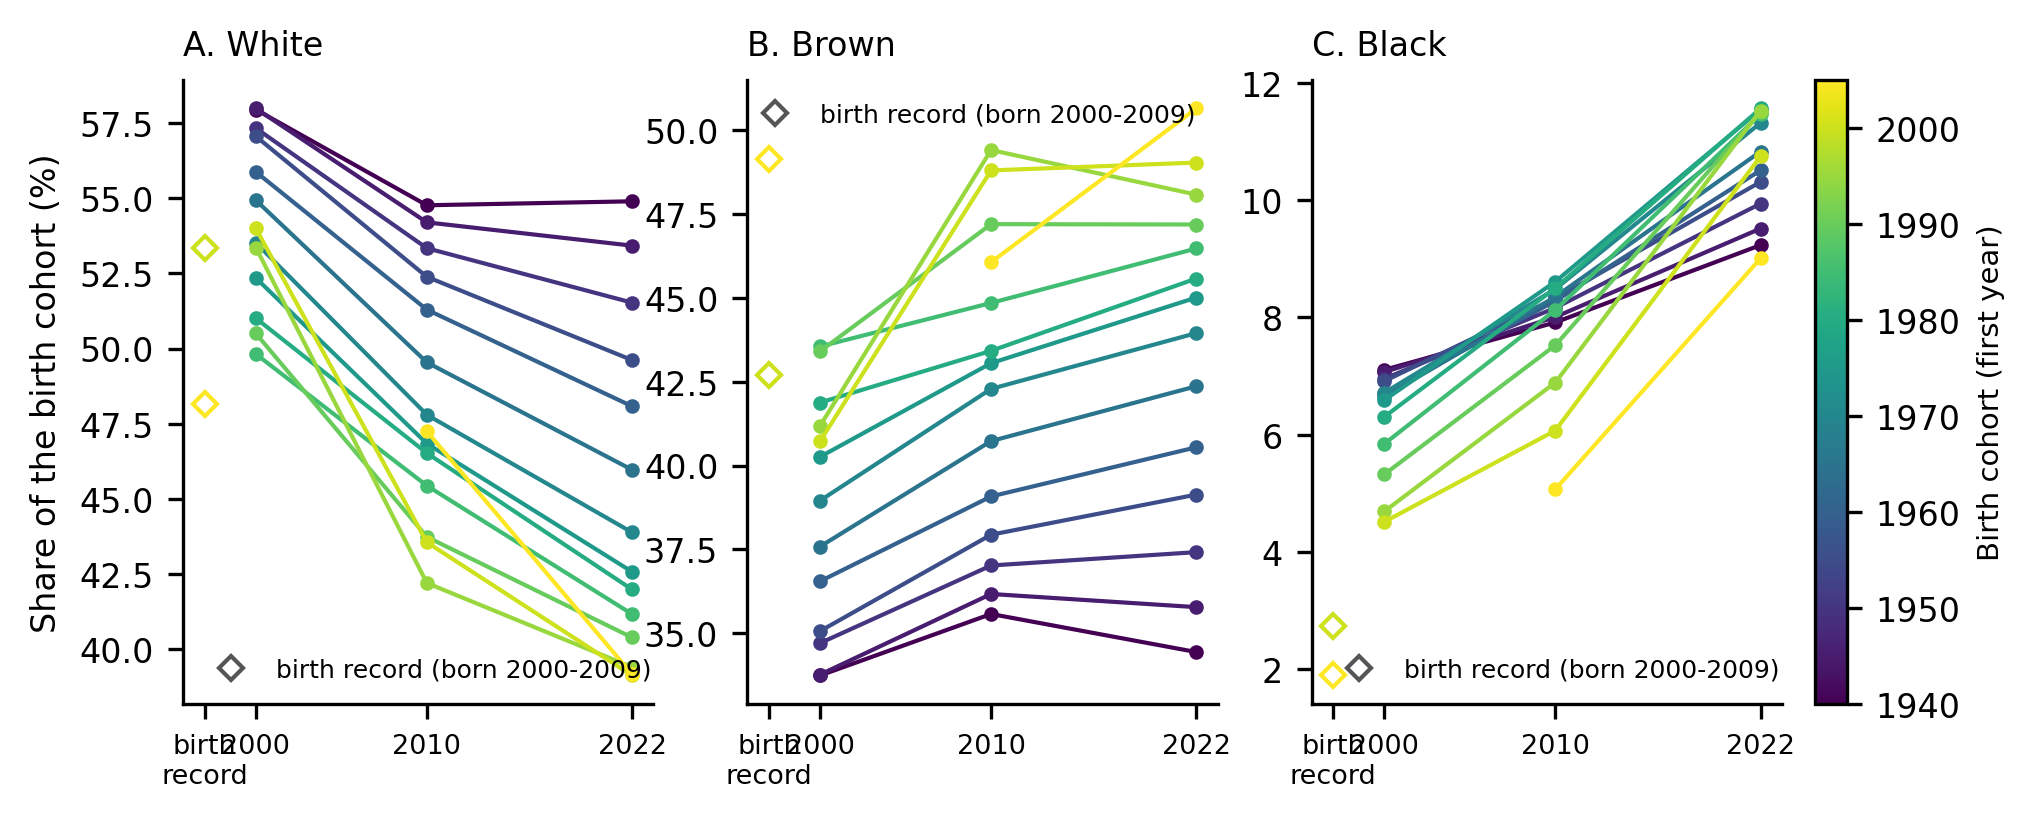 A. White
B. Brown
C. Black
Share of the birth cohort (%)
57.5
55.0
52.5
50.0
47.5
45.0
42.5
40.0
birth record (born 2000-2009)
birth
record
2000
2010
2022
50.0
47.5
45.0
42.5
40.0
37.5
35.0
birth record (born 2000-2009)
birth
record
2000
2010
2022
12
10
8
6
4
2
birth record (born 2000-2009)
birth
record
2000
2010
2022
2000
1990
1980
1970
1960
1950
1940
Birth cohort (first year)